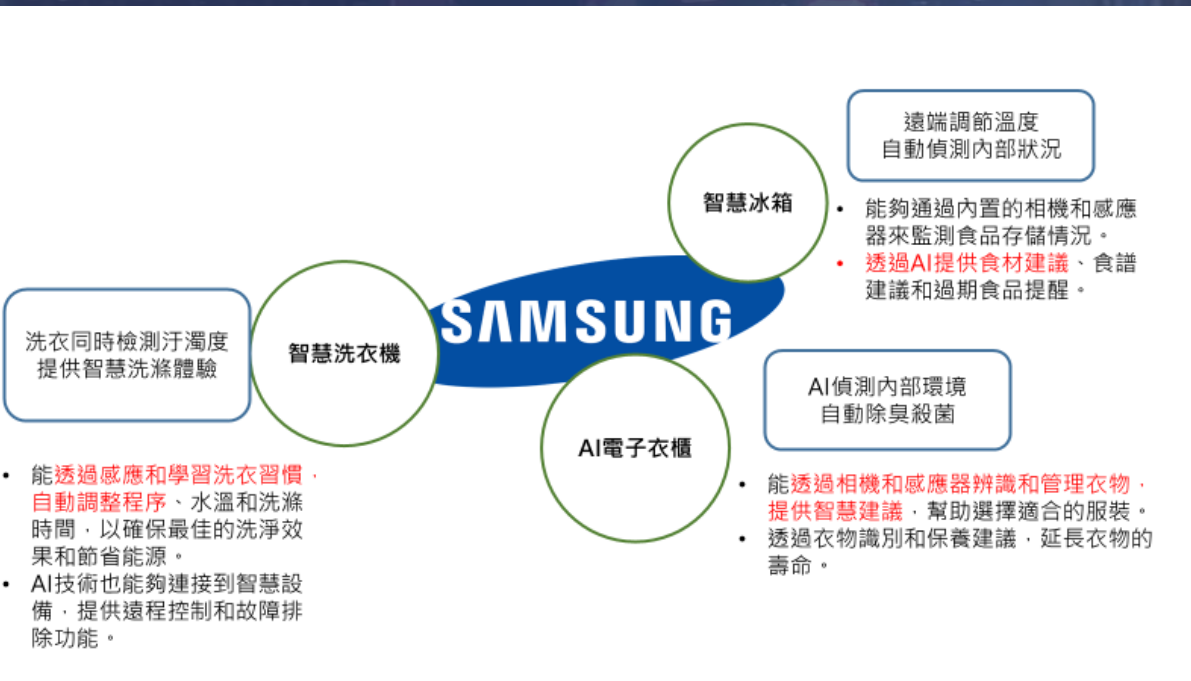 遠端調節溫度
自動偵測內部狀況
智慧冰箱
• 能夠通過內置的相機和感應
器來監測食品存儲情況。
• 透過AI提供食材建議、食譜
建議和過期食品提醒。
SAMSUNG
洗衣同時檢測汙濁度
提供智慧洗滌體驗
智慧洗衣機
• 能透過感應和學習洗衣習慣，
自動調整程序、水溫和洗滌
時間，以確保最佳的洗淨效
果和節省能源。
• AI技術也能夠連接到智慧設
備，提供遠程控制和故障排
除功能。
AI偵測內部環境
自動除臭殺菌
AI電子衣櫃
• 能透過相機和感應器辨識和管理衣物，
提供智慧建議，幫助選擇適合的服裝。
• 透過衣物識別和保養建議，延長衣物的
壽命。